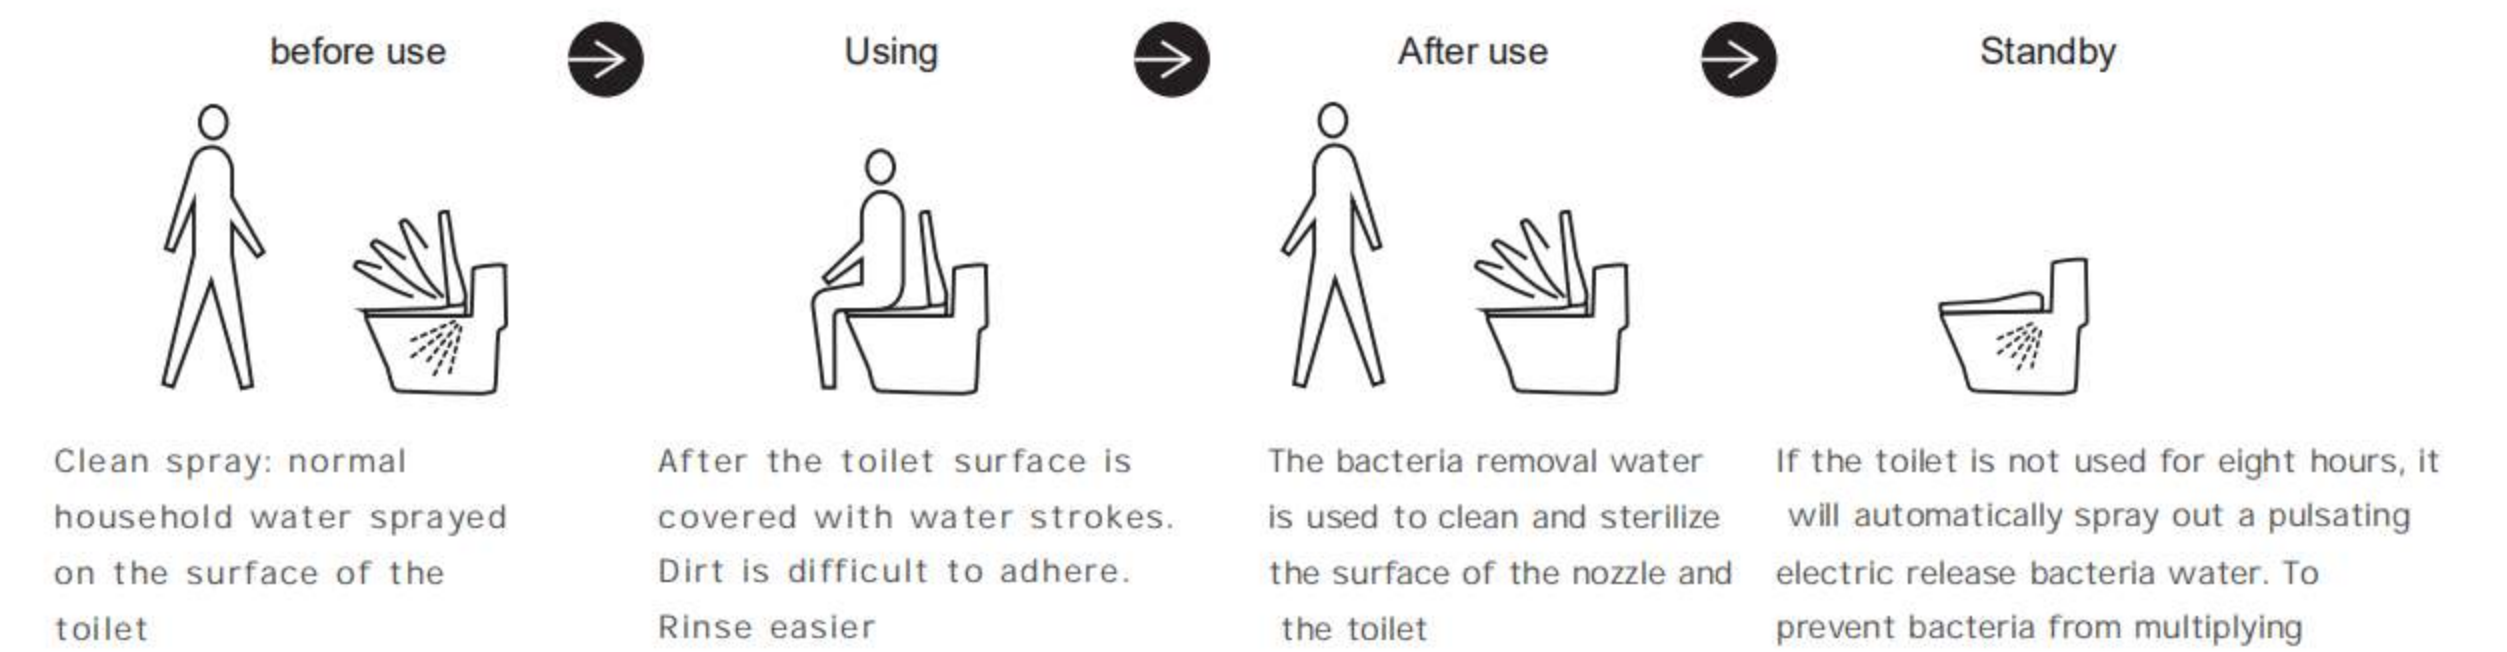 before use
Using
After use
Standby
Clean spray: normal
household water sprayed
on the surface of the
toilet
After the toilet surface is
covered with water strokes.
Dirt is difficult to adhere.
Rinse easier
The bacteria removal water
is used to clean and sterilize
the surface of the nozzle and
the toilet
If the toilet is not used for eight hours, it
will automatically spray out a pulsating
electric release bacteria water. To
prevent bacteria from multiplying